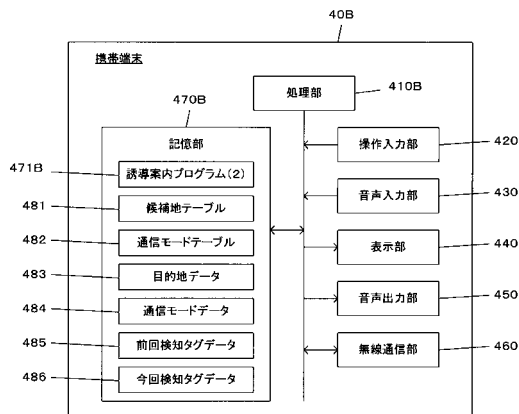 40B
携帯端末
処理部
410B
470B
記憶部
471B
誘導案内プログラム(2)
481
候補地テーブル
482
通信モードテーブル
483
目的地データ
484
通信モードデータ
485
前回検知タグデータ
486
今回検知タグデータ
操作入力部
420
音声入力部
430
表示部
440
音声出力部
450
無線通信部
460